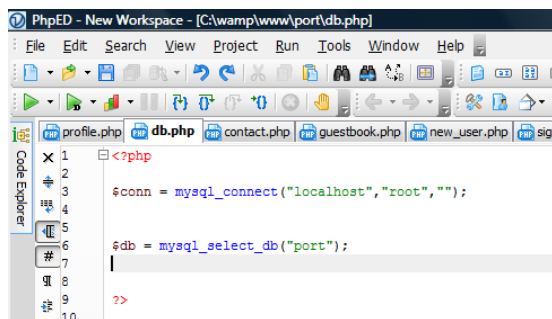 PhpED - New Workspace - [C:\wamp\www\port\db.php]
File Edit Search View Project Run Tools Window Help
profile.php db.php contact.php guestbook.php new_user.php sig
Code Explorer
1 <?php
2
3 $conn = mysql_connect("localhost","root","");
4
5
6 $db = mysql_select_db("port");
7
8
9 ?>
10